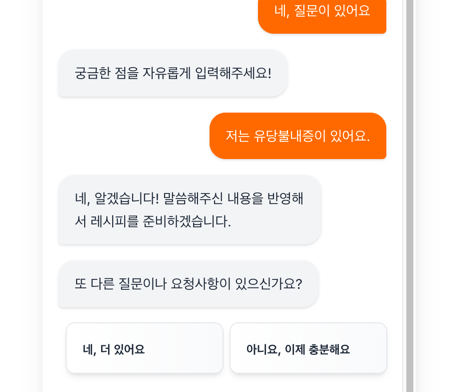 네, 질문이 있어요
궁금한 점을 자유롭게 입력해주세요!
저는 유당불내증이 있어요.
네, 알겠습니다! 말씀해주신 내용을 반영해
서 레시피를 준비하겠습니다.
또 다른 질문이나 요청사항이 있으신가요?
네, 더 있어요
아니요, 이제 충분해요